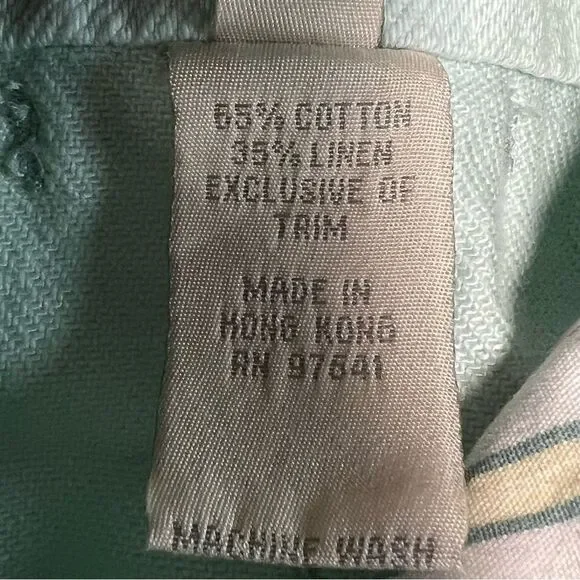 65% COTTON
35% LINEN
EXCLUSIVE OF
TRIM
MADE IN
HONG KONG
RN 97641
MACHINE WASH